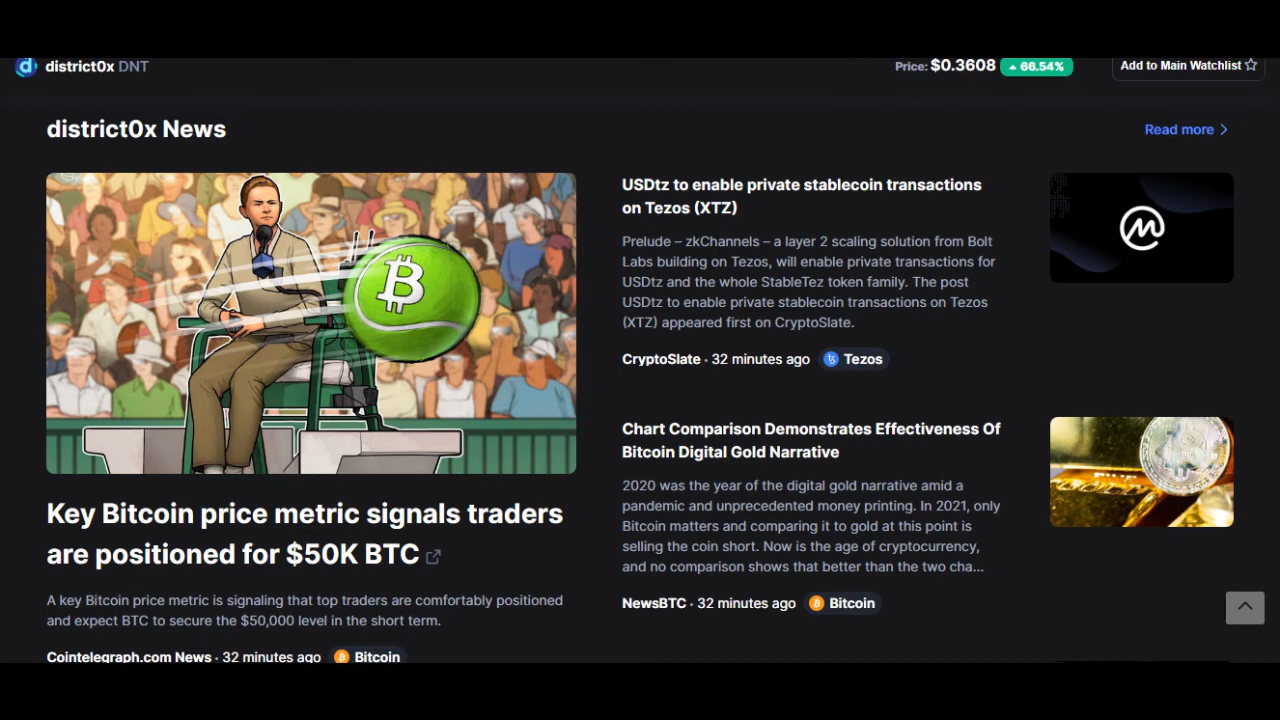 district0x DNT
Price: $0.3608 66.54%
Add to Main Watchlist
district0x News
Read more
Key Bitcoin price metric signals traders
are positioned for $50K BTC
A key Bitcoin price metric is signaling that top traders are comfortably positioned
and expect BTC to secure the $50,000 level in the short term.
Cointelegraph.com News · 32 minutes ago Bitcoin
USDtz to enable private stablecoin transactions
on Tezos (XTZ)
Prelude – zkChannels – a layer 2 scaling solution from Bolt
Labs building on Tezos, will enable private transactions for
USDtz and the whole StableTez token family. The post
USDtz to enable private stablecoin transactions on Tezos
(XTZ) appeared first on CryptoSlate.
CryptoSlate · 32 minutes ago Tezos
Chart Comparison Demonstrates Effectiveness Of
Bitcoin Digital Gold Narrative
2020 was the year of the digital gold narrative amid a
pandemic and unprecedented money printing. In 2021, only
Bitcoin matters and comparing it to gold at this point is
selling the coin short. Now is the age of cryptocurrency,
and no comparison shows that better than the two cha...
NewsBTC · 32 minutes ago Bitcoin